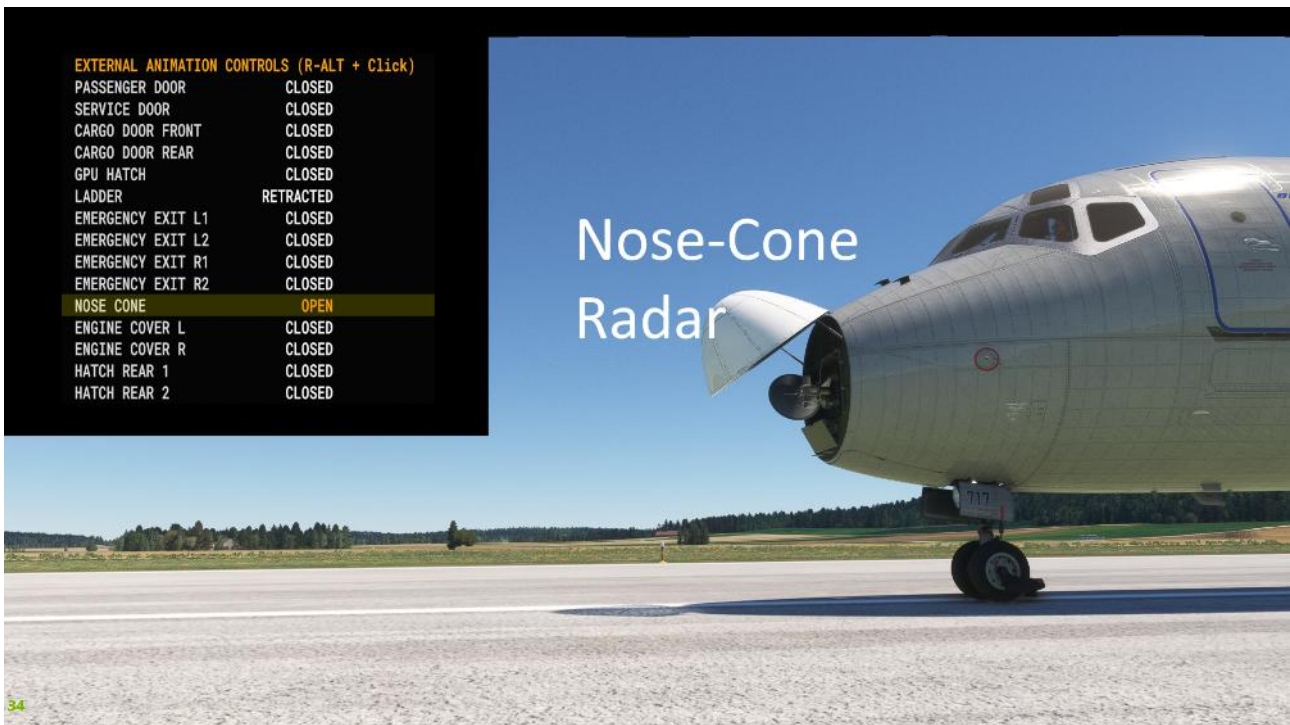 EXTERNAL ANIMATION CONTROLS (R-ALT + Click)
PASSENGER DOOR CLOSED
SERVICE DOOR CLOSED
CARGO DOOR FRONT CLOSED
CARGO DOOR REAR CLOSED
GPU HATCH CLOSED
LADDER RETRACTED
EMERGENCY EXIT L1 CLOSED
EMERGENCY EXIT L2 CLOSED
EMERGENCY EXIT R1 CLOSED
EMERGENCY EXIT R2 CLOSED
NOSE CONE OPEN
ENGINE COVER L CLOSED
ENGINE COVER R CLOSED
HATCH REAR 1 CLOSED
HATCH REAR 2 CLOSED
Nose-Cone
Radar
717
34